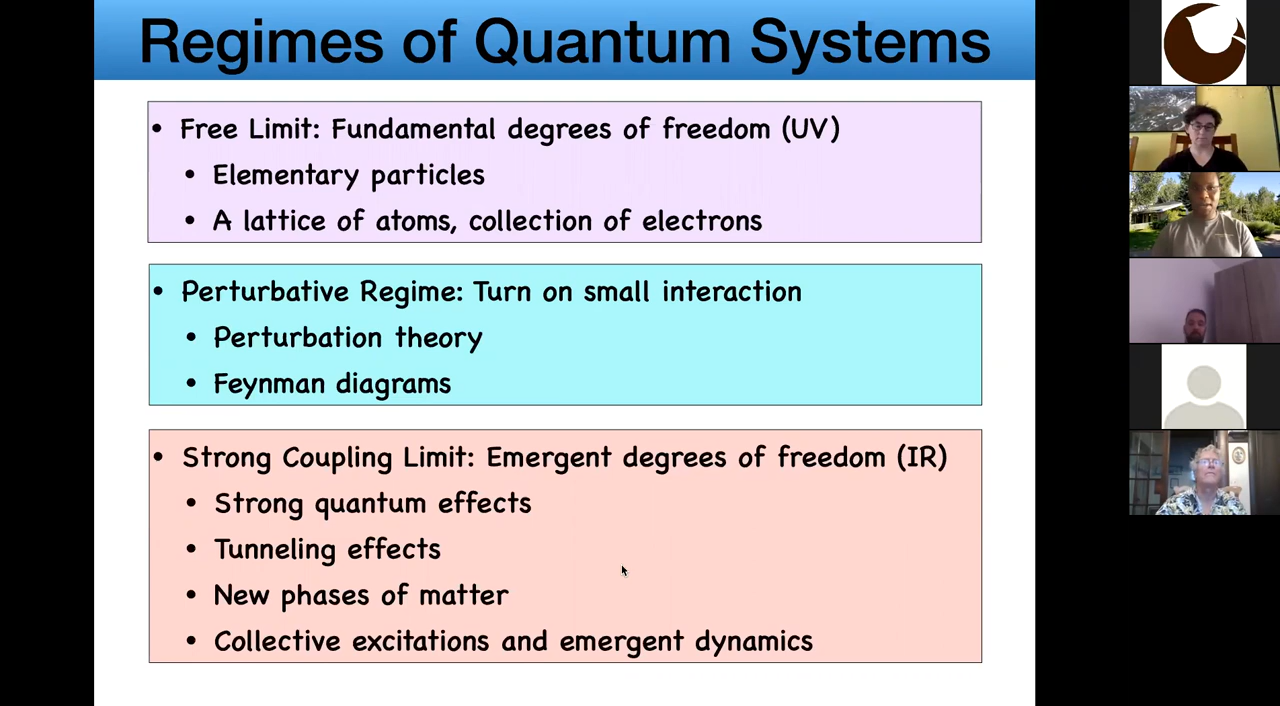 Regimes of Quantum Systems
• Free Limit: Fundamental degrees of freedom (UV)
• Elementary particles
• A lattice of atoms, collection of electrons
• Perturbative Regime: Turn on small interaction
• Perturbation theory
• Feynman diagrams
• Strong Coupling Limit: Emergent degrees of freedom (IR)
• Strong quantum effects
• Tunneling effects
• New phases of matter
• Collective excitations and emergent dynamics